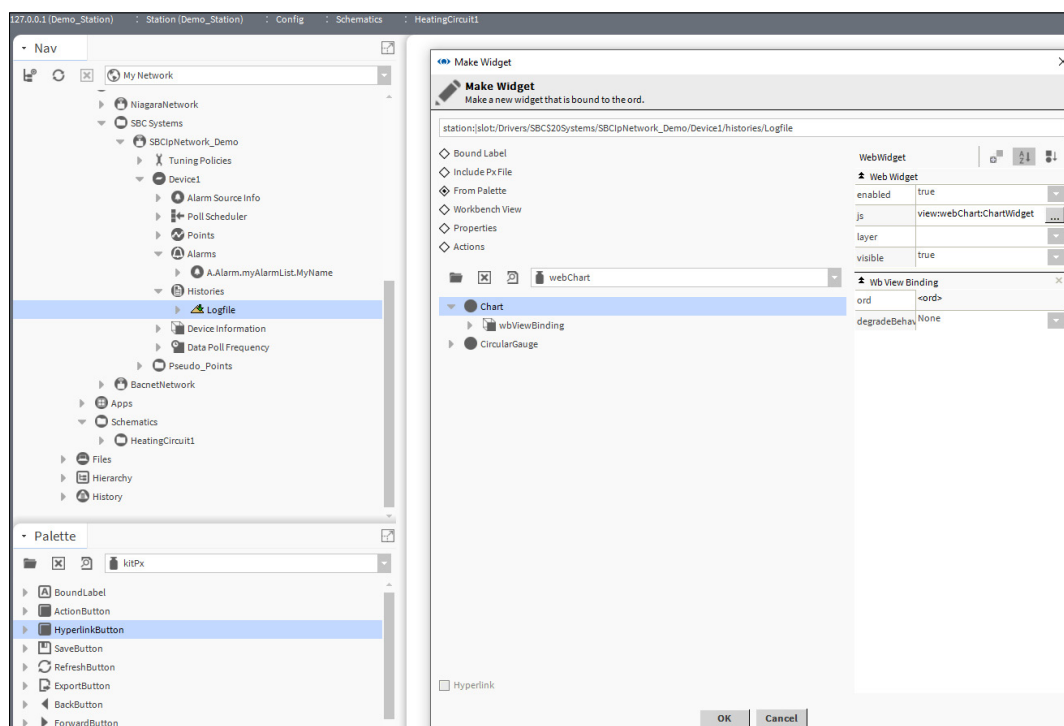 127.0.0.1 (Demo_Station) : Station (Demo_Station) : Config : Schematics : HeatingCircuit1
Nav
My Network
NiagaraNetwork
SBC Systems
SBCIpNetwork_Demo
Tuning Policies
Device1
Alarm Source Info
Poll Scheduler
Points
Alarms
A.Alarm.myAlarmList.MyName
Histories
Logfile
Device Information
Data Poll Frequency
Pseudo_Points
BacnetNetwork
Apps
Schematics
HeatingCircuit1
Files
Hierarchy
History
Palette
kitPx
BoundLabel
ActionButton
HyperlinkButton
SaveButton
RefreshButton
ExportButton
BackButton
ForwardButton
Make Widget
Make Widget
Make a new widget that is bound to the ord.
station:|slot:/Drivers/SBC$20Systems/SBCIpNetwork_Demo/Device1/histories/Logfile
Bound Label
Include Px File
From Palette
Workbench View
Properties
Actions
webChart
Chart
wbViewBinding
CircularGauge
WebWidget
Web Widget
enabled true
js view:webChart:ChartWidget ...
layer
visible true
Wb View Binding
ord <ord>
degradeBehav None
Hyperlink
OK Cancel